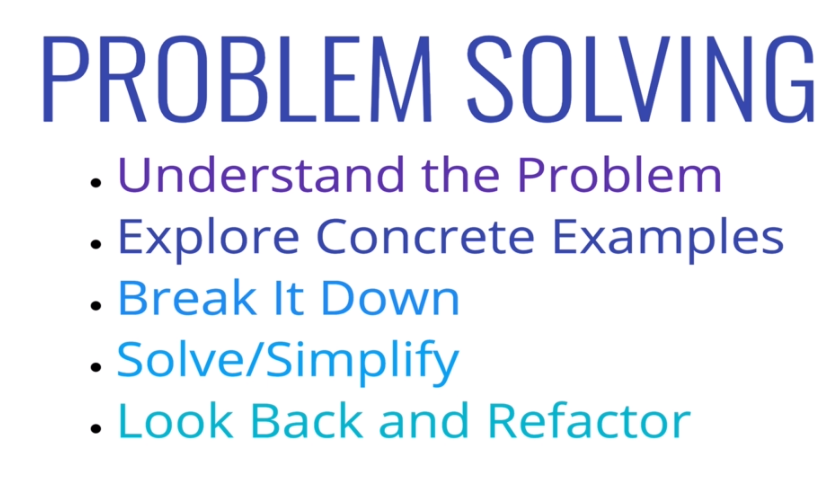 PROBLEM SOLVING
• Understand the Problem
• Explore Concrete Examples
• Break It Down
• Solve/Simplify
• Look Back and Refactor